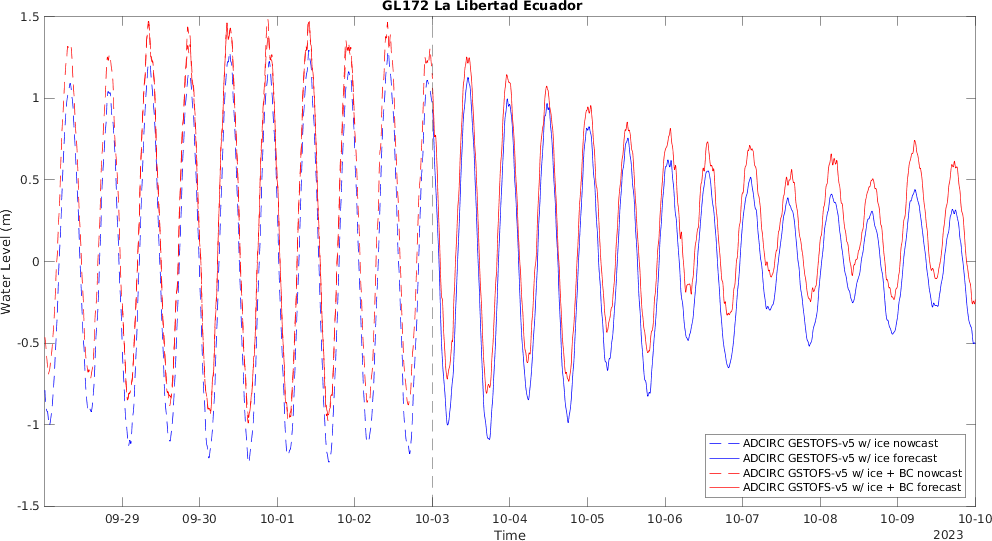 GL172 La Libertad Ecuador
1.5
1
0.5
0
-0.5
-1
-1.5
Water Level (m)
09-29 09-30 10-01 10-02 10-03 10-04 10-05 10-06 10-07 10-08 10-09 10-10
Time
2023
ADCIRC GESTOFS-v5 w/ ice nowcast
ADCIRC GESTOFS-v5 w/ ice forecast
ADCIRC GSTOFS-v5 w/ ice + BC nowcast
ADCIRC GSTOFS-v5 w/ ice + BC forecast